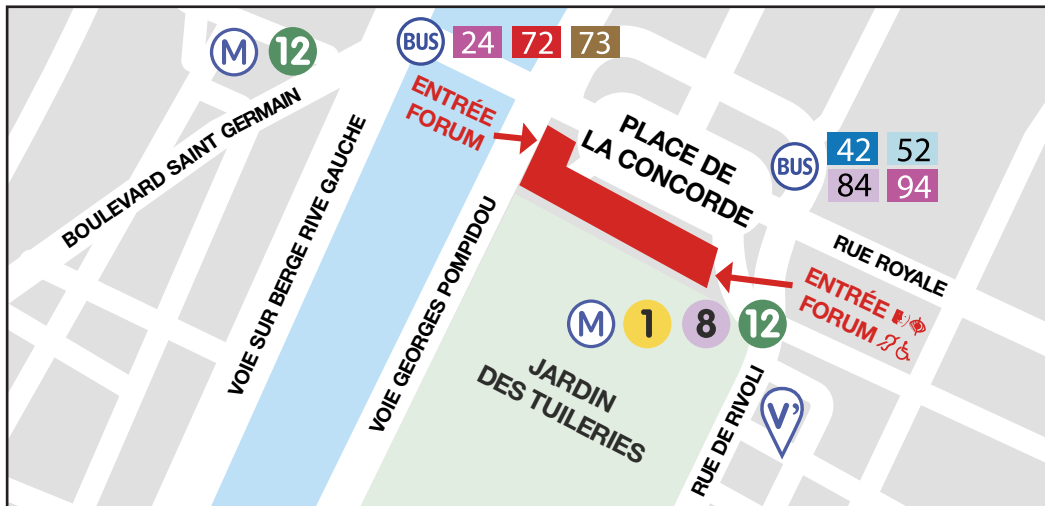 M 12
BUS 24 72 73
BOULEVARD SAINT GERMAIN
VOIE SUR BERGE RIVE GAUCHE
ENTRÉE
FORUM
VOIE GEORGES POMPIDOU
PLACE DE
LA CONCORDE
BUS 42 52
84 94
RUE ROYALE
ENTRÉE
FORUM
M 1 8 12
JARDIN
DES TUILERIES
RUE DE RIVOLI
V'